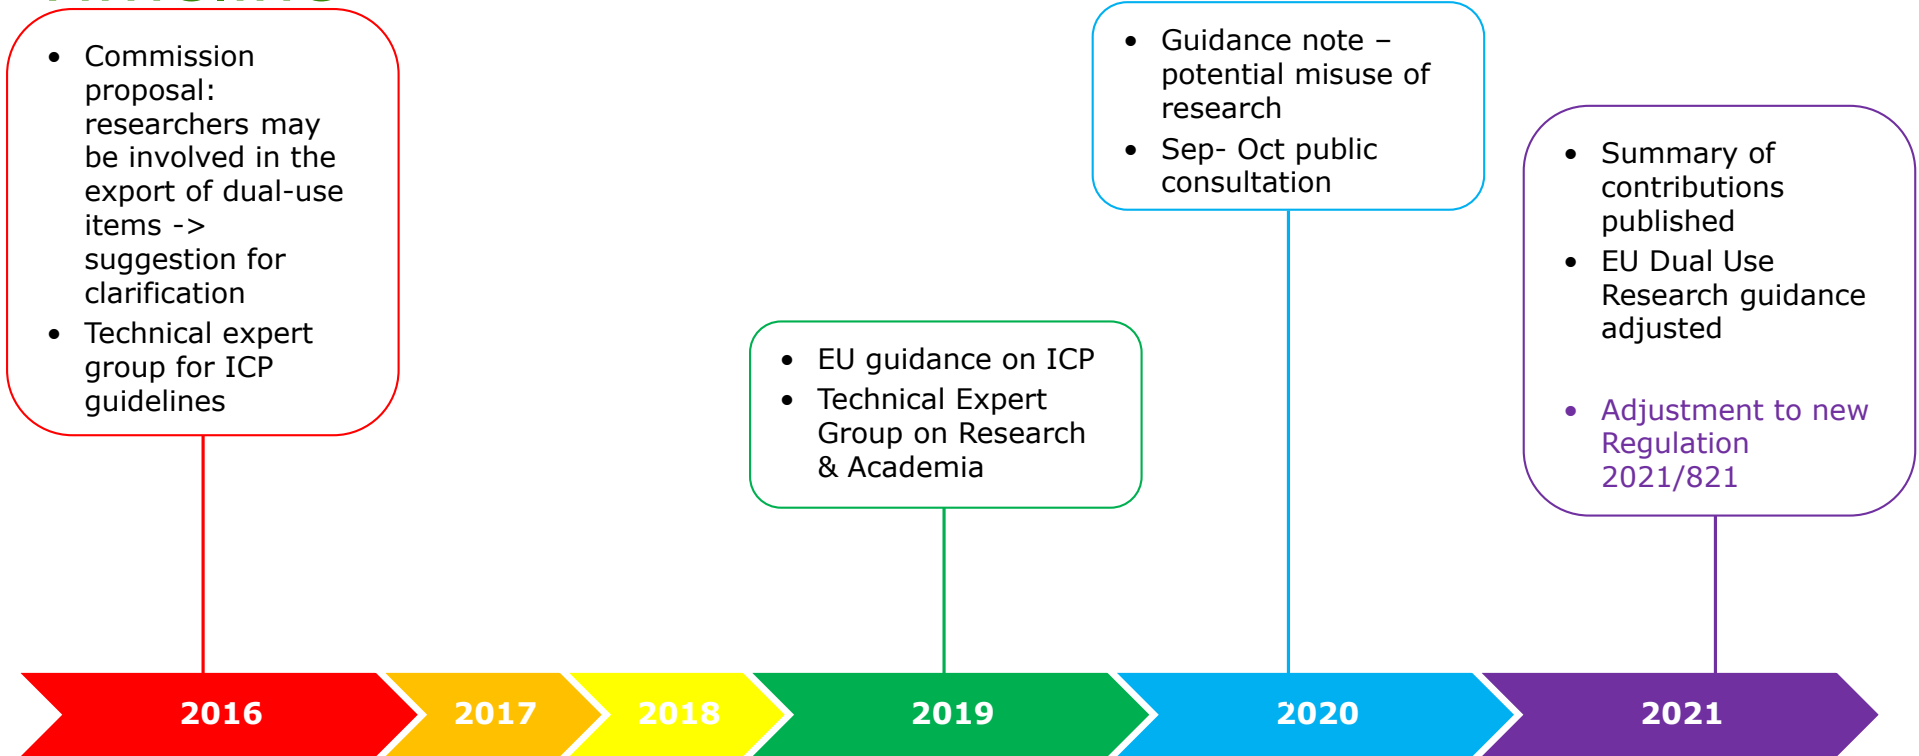 • Commission
proposal:
researchers may
be involved in the
export of dual-use
items ->
suggestion for
clarification
• Technical expert
group for ICP
guidelines
• EU guidance on ICP
• Technical Expert
Group on Research
& Academia
• Guidance note –
potential misuse of
research
• Sep- Oct public
consultation
• Summary of
contributions
published
• EU Dual Use
Research guidance
adjusted
• Adjustment to new
Regulation
2021/821
2016
2017
2018
2019
2020
2021